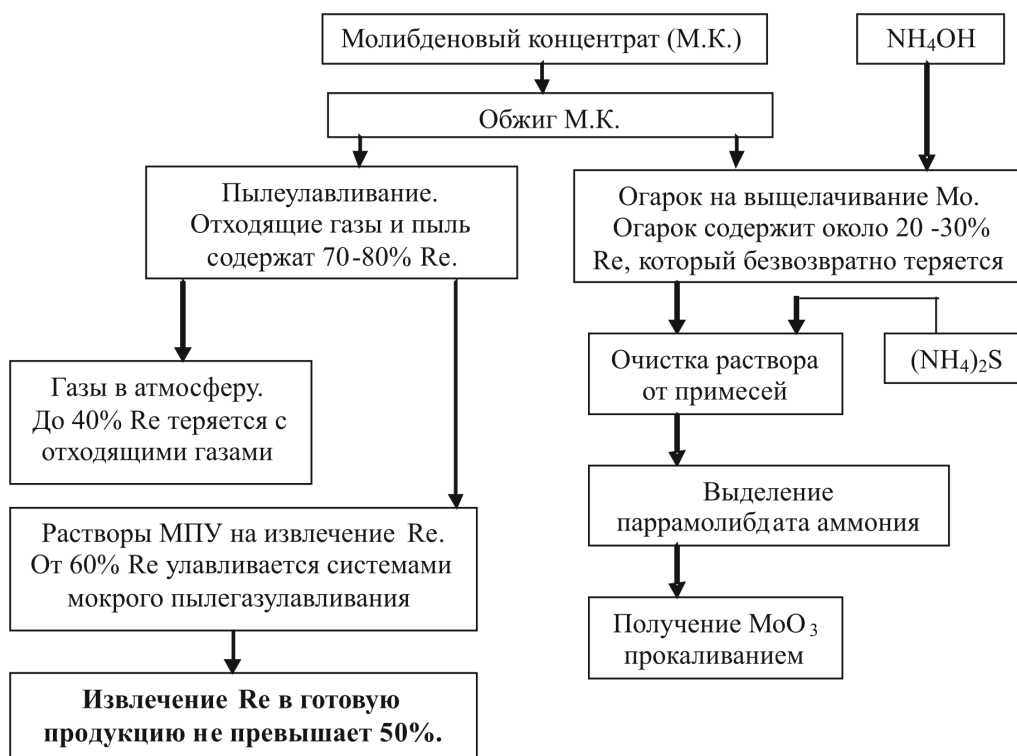 Молибденовый концентрат (М.К.)
NH4OH
Обжиг М.К.
Пылеулавливание.
Отходящие газы и пыль
содержат 70-80% Re.
Огарок на выщелачивание Mo.
Огарок содержит около 20 -30%
Re, который безвозвратно теряется
Газы в атмосферу.
До 40% Re теряется с
отходящими газами
Очистка раствора
от примесей
(NH4)2S
Выделение
паррамолибдата аммония
Растворы МПУ на извлечение Re.
От 60% Re улавливается системами
мокрого пылегазулавливания
Получение MoO3
прокаливанием
Извлечение Re в готовую
продукцию не превышает 50%.